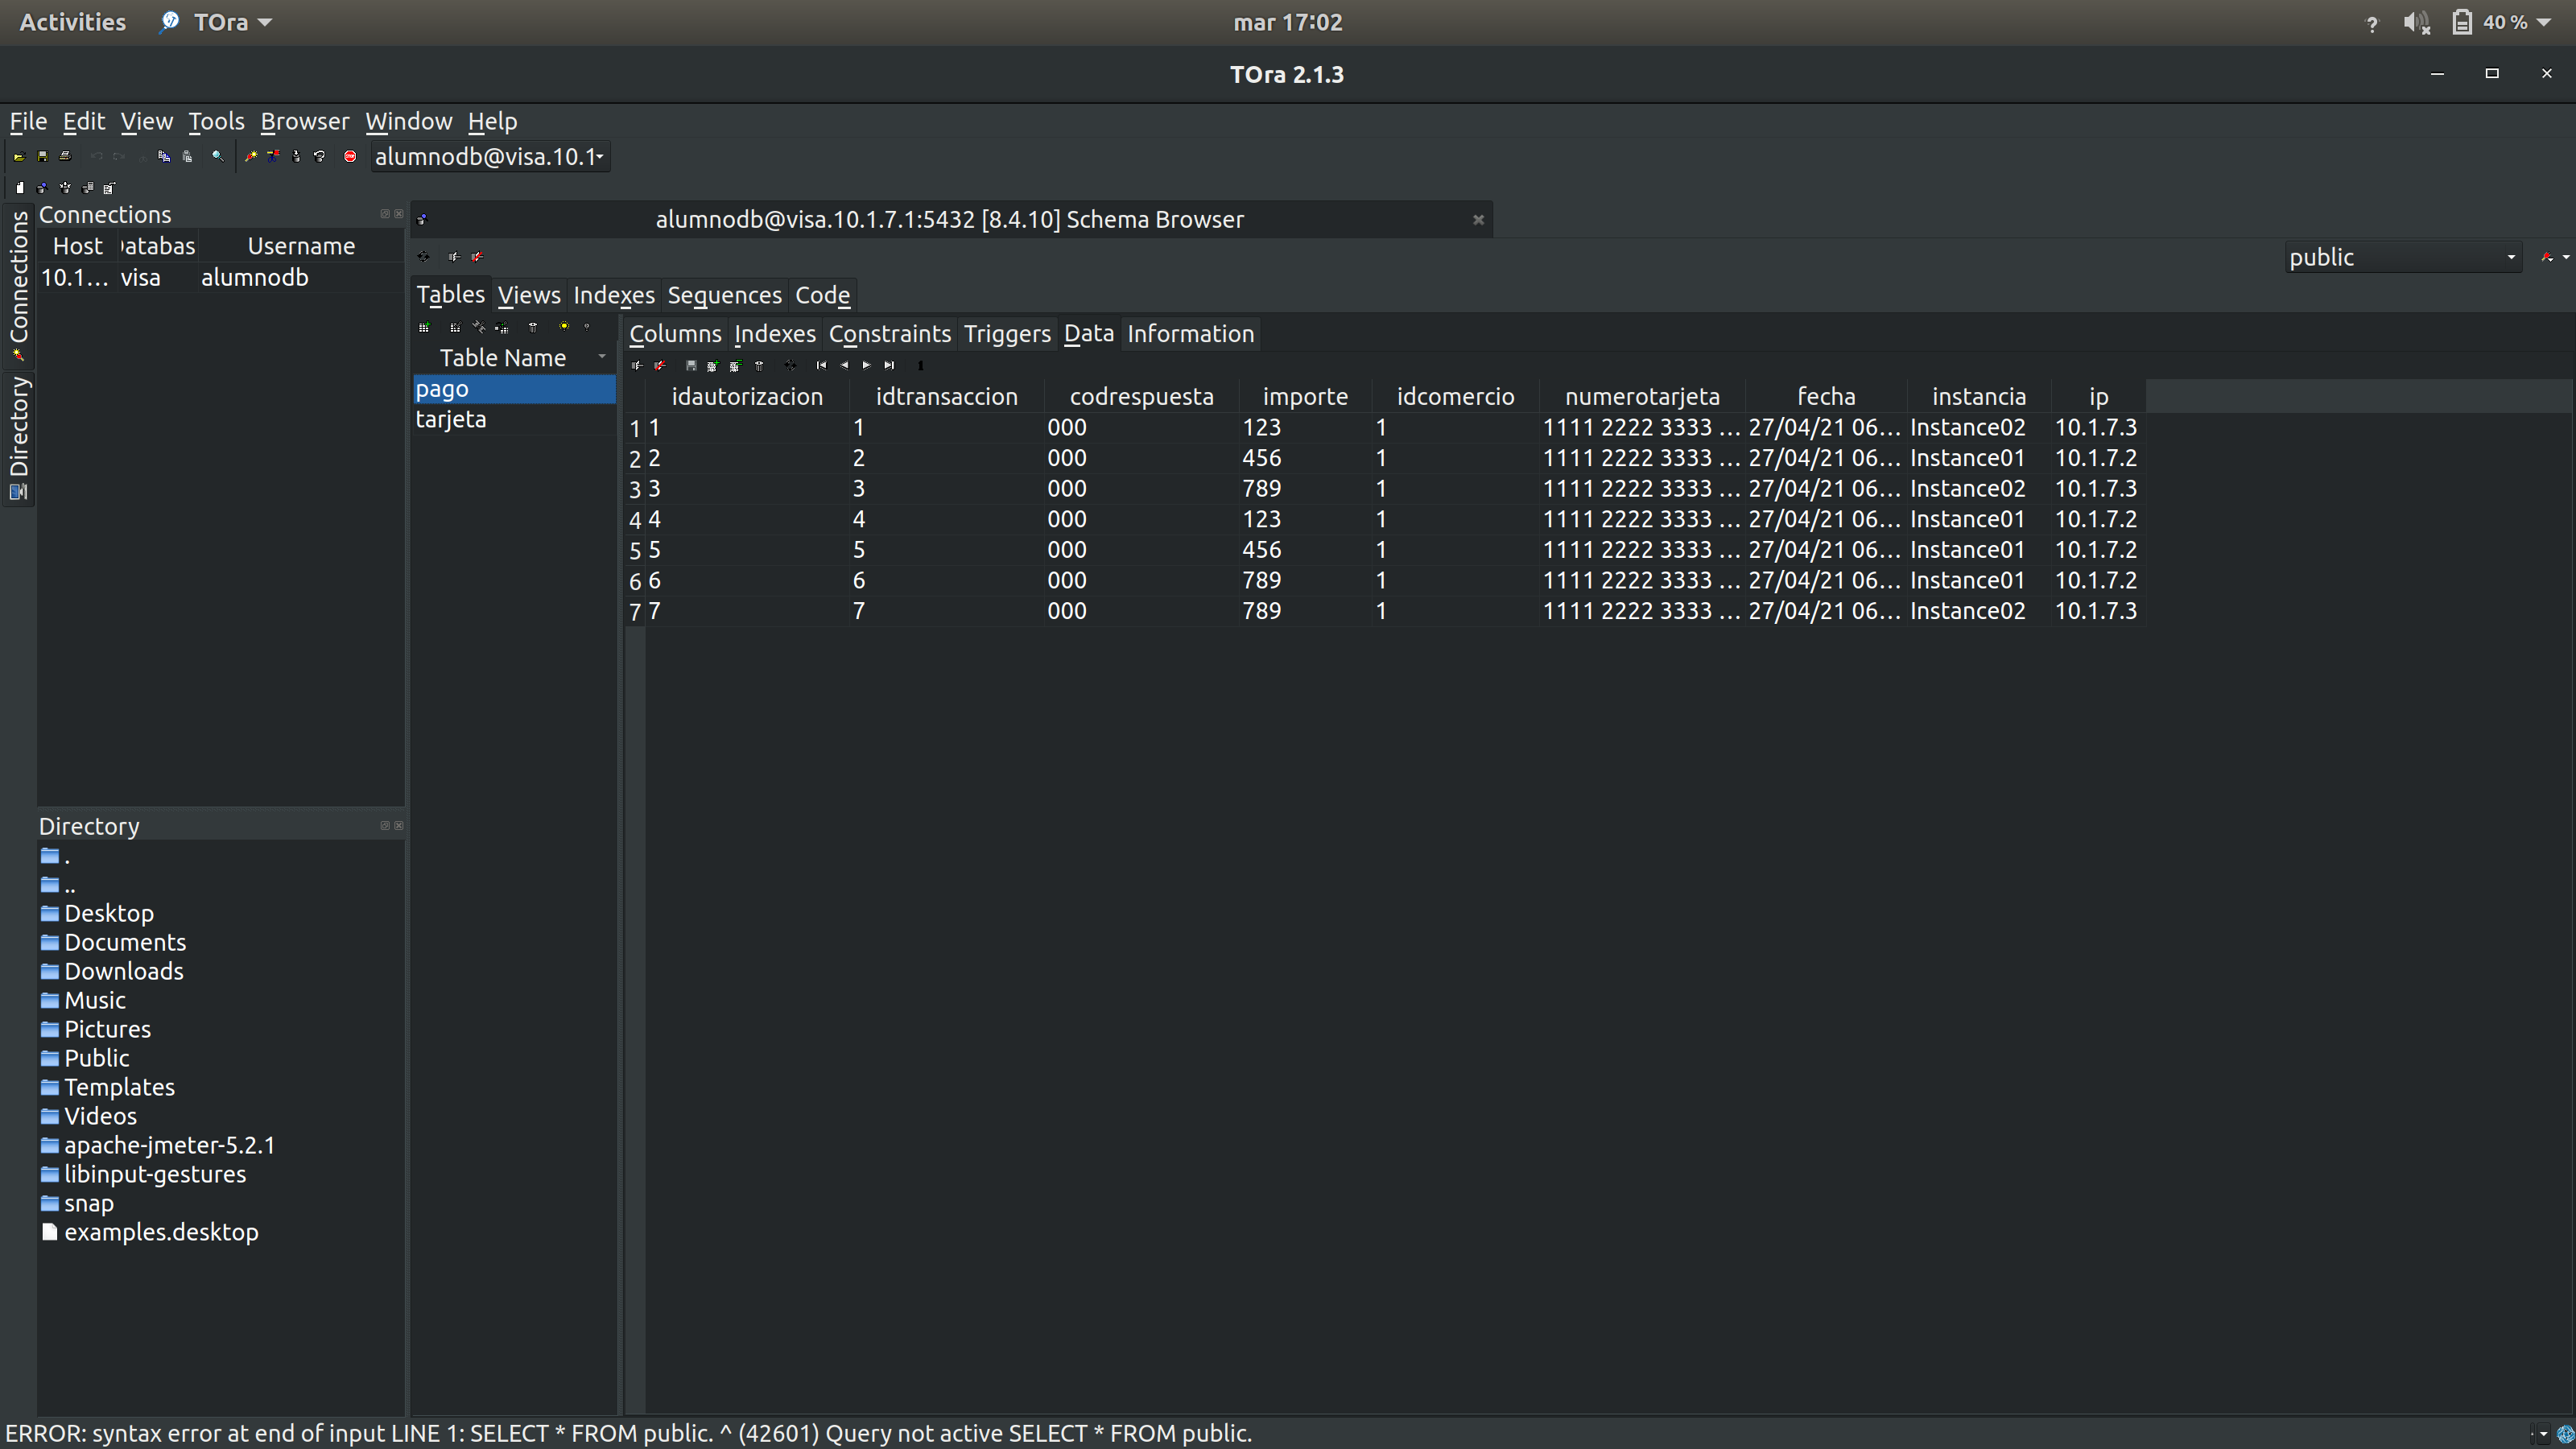 Activities TOra mar 17:02 ? 40 %
TOra 2.1.3
File Edit View Tools Browser Window Help
alumnodb@visa.10.1
Connections
Directory
Connections
Host atabas Username
10.1... visa alumnodb
alumnodb@visa.10.1.7.1:5432 [8.4.10] Schema Browser
public
Tables Views Indexes Sequences Code
Table Name
pago
tarjeta
Columns Indexes Constraints Triggers Data Information
idautorizacion idtransaccion codrespuesta importe idcomercio numerotarjeta fecha instancia ip
1 1 1 000 123 1 1111 2222 3333 ... 27/04/21 06... Instance02 10.1.7.3
2 2 2 000 456 1 1111 2222 3333 ... 27/04/21 06... Instance01 10.1.7.2
3 3 3 000 789 1 1111 2222 3333 ... 27/04/21 06... Instance02 10.1.7.3
4 4 4 000 123 1 1111 2222 3333 ... 27/04/21 06... Instance01 10.1.7.2
5 5 5 000 456 1 1111 2222 3333 ... 27/04/21 06... Instance01 10.1.7.2
6 6 6 000 789 1 1111 2222 3333 ... 27/04/21 06... Instance01 10.1.7.2
7 7 7 000 789 1 1111 2222 3333 ... 27/04/21 06... Instance02 10.1.7.3
Directory
.
..
Desktop
Documents
Downloads
Music
Pictures
Public
Templates
Videos
apache-jmeter-5.2.1
libinput-gestures
snap
examples.desktop
ERROR: syntax error at end of input LINE 1: SELECT * FROM public. ^ (42601) Query not active SELECT * FROM public.